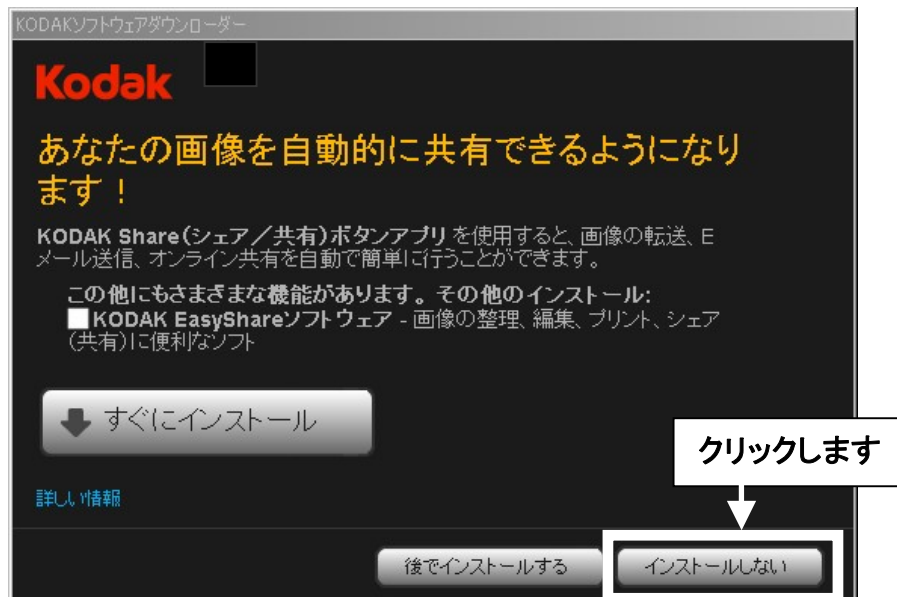 KODAKソフトウェアダウンローダー
Kodak
あなたの画像を自動的に共有できるようになり
ます！
KODAK Share(シェア／共有)ボタンアプリ を使用すると、画像の転送、E
メール送信、オンライン共有を自動で簡単に行うことができます。
この他にもさまざまな機能があります。その他のインストール:
KODAK EasyShareソフトウェア - 画像の整理、編集、プリント、シェア
(共有)に便利なソフト
すぐにインストール
クリックします
詳しい情報
後でインストールする
インストールしない